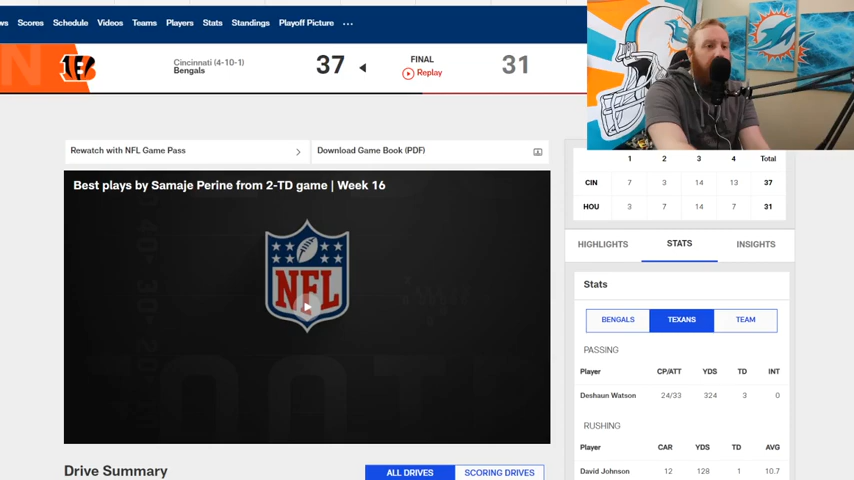 Scores Schedule Videos Teams Players Stats Standings Playoff Picture ...
Cincinnati (4-10-1)
Bengals
37
FINAL
Replay
31
Rewatch with NFL Game Pass
Download Game Book (PDF)
Best plays by Samaje Perine from 2-TD game | Week 16
NFL
1 2 3 4 Total
CIN 7 3 14 13 37
HOU 3 7 14 7 31
HIGHLIGHTS STATS INSIGHTS
Stats
BENGALS TEXANS TEAM
PASSING
Player CP/ATT YDS TD INT
Deshaun Watson 24/33 324 3 0
RUSHING
Player CAR YDS TD AVG
David Johnson 12 128 1 10.7
Drive Summary
ALL DRIVES SCORING DRIVES